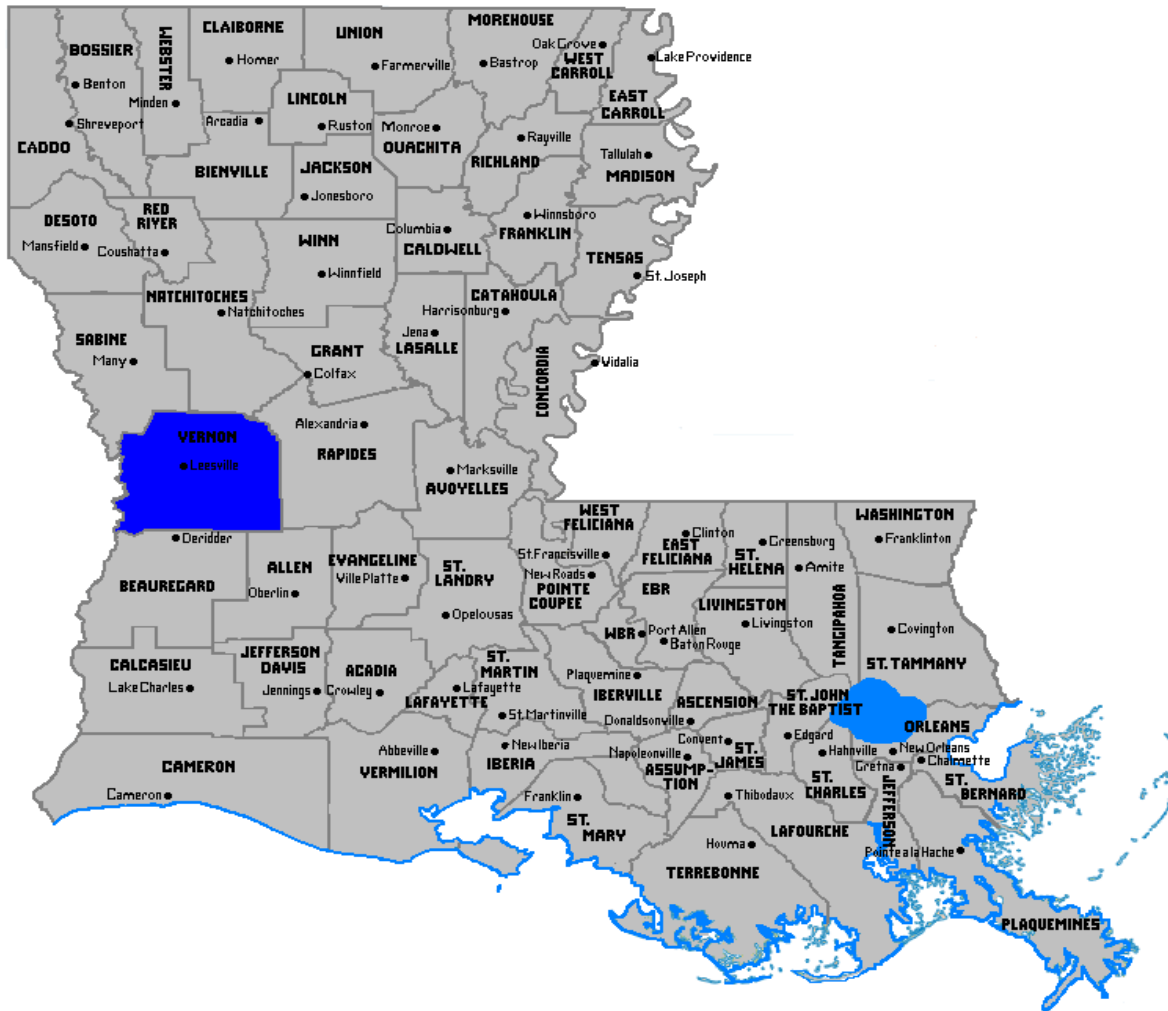 CLAIBORNE
UNION
MOREHOUSE
BOSSIER
WEBSTER
Homer
Farmerville
Bastrop
Oak Grove
WEST
CARROLL
Lake Providence
Benton
Minden
LINCOLN
EAST
CARROLL
Shreveport
Arcadia
Ruston
Monroe
OUACHITA
Rayville
CADDO
BIENVILLE
JACKSON
RICHLAND
Tallulah
MADISON
Jonesboro
DESOTO
RED
RIVER
WINN
Columbia
CALDWELL
Winnsboro
FRANKLIN
Mansfield
Coushatta
Winnfield
TENSAS
St. Joseph
NATCHITOCHES
Natchitoches
CATAHOULA
Harrisonburg
SABINE
Many
GRANT
Colfax
Jena
LASALLE
CONCORDIA
Vidalia
VERNON
Leesville
Alexandria
RAPIDES
Marksville
AVOYELLES
WEST
FELICIANA
WASHINGTON
Deridder
EVANGELINE
Ville Platte
ST.
LANDRY
St. Francisville
Clinton
EAST
FELICIANA
Greensburg
ST.
HELENA
Franklinton
BEAUREGARD
ALLEN
Oberlin
New Roads
POINTE
COUPEE
EBR
Amite
TANGIPAHOA
Opelousas
LIVINGSTON
Livingston
Covington
WBR
Port Allen
Baton Rouge
CALCASIEU
Lake Charles
JEFFERSON
DAVIS
Jennings
ACADIA
Crowley
LAFAYETTE
Lafayette
ST.
MARTIN
St. Martinville
Plaquemine
IBERVILLE
ASCENSION
Donaldsonville
ST. JOHN
THE BAPTIST
ST. TAMMANY
ORLEANS
CAMERON
Cameron
Abbeville
VERMILION
New Iberia
IBERIA
Napoleonville
ASSUMP-
TION
Convent
ST.
JAMES
Edgard
Hahnville
ST.
CHARLES
New Orleans
Chalmette
Gretna
JEFFERSON
ST.
BERNARD
Franklin
ST.
MARY
Thibodaux
LAFOURCHE
Houma
TERREBONNE
Pointe a la Hache
PLAQUEMINES